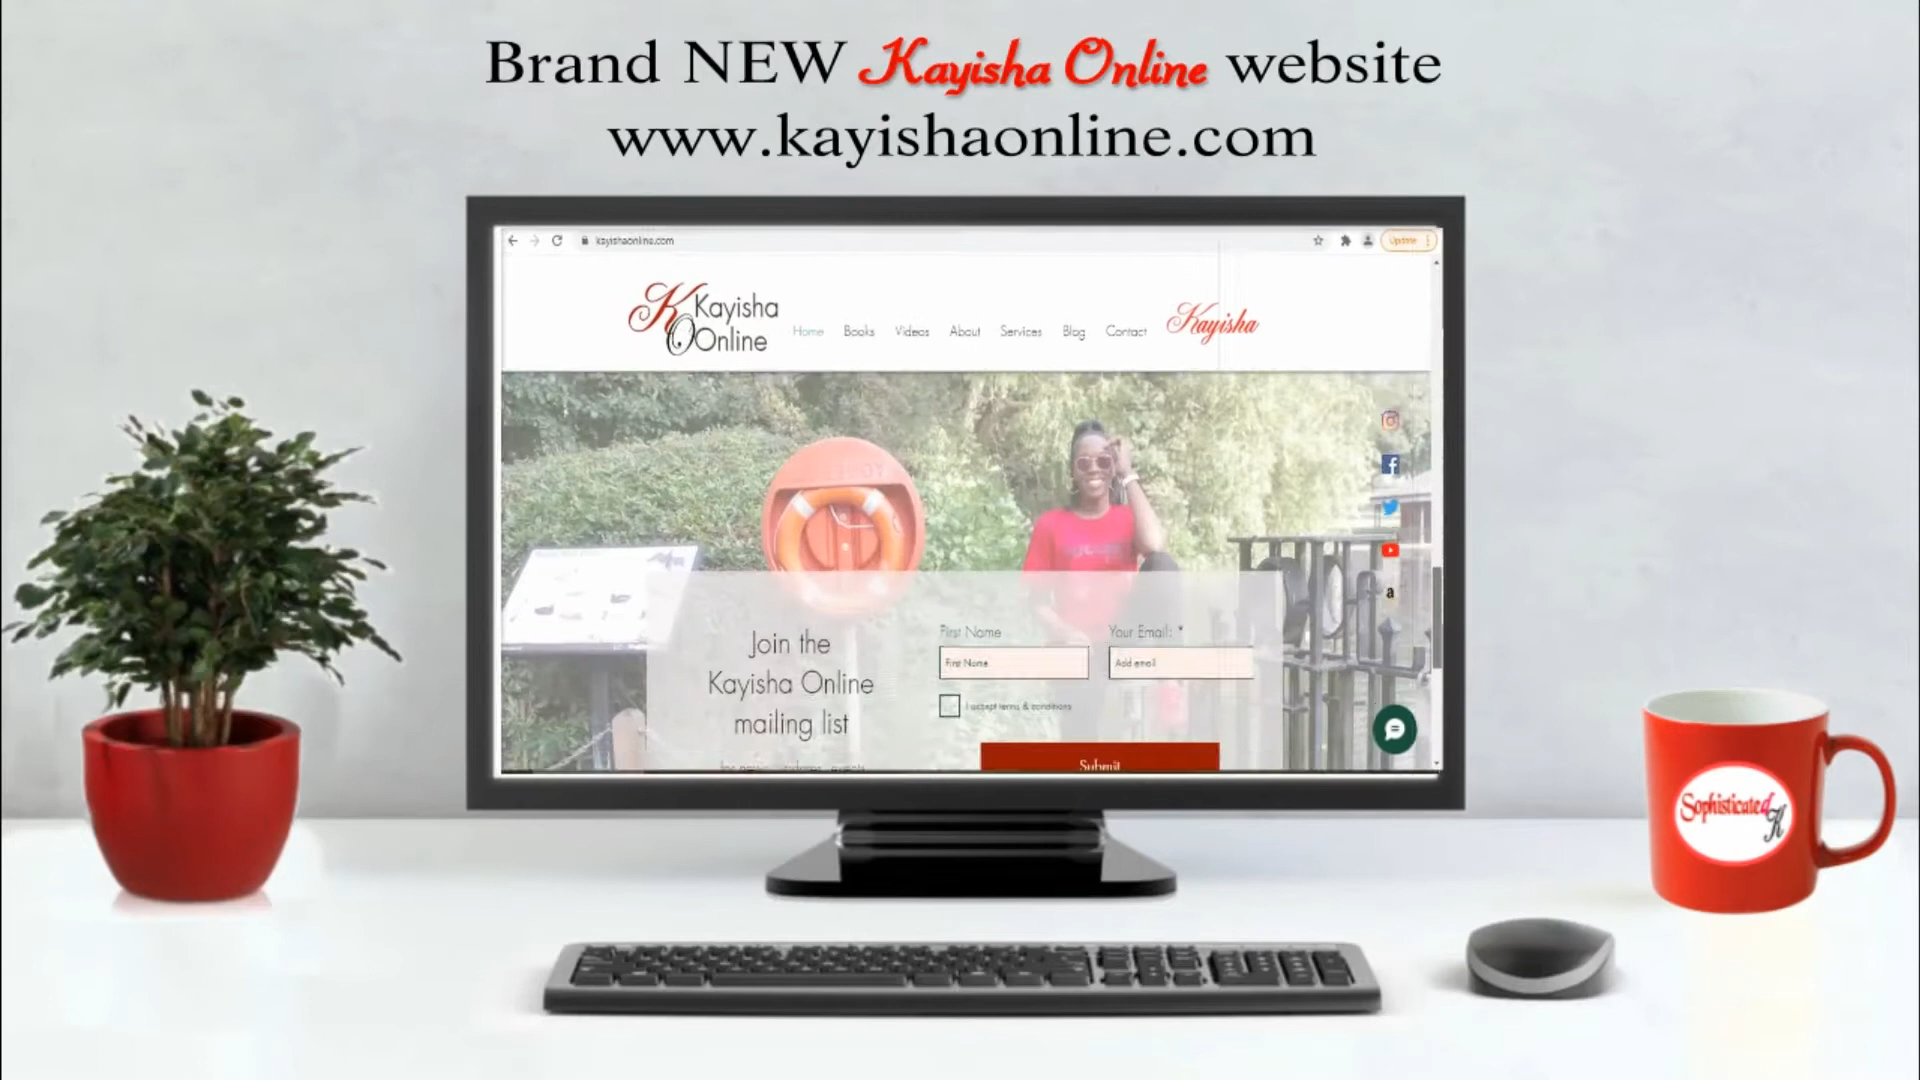 Brand NEW Kayisha Online website
www.kayishaonline.com
kayishaonline.com
Update
K Kayisha
O Online
Home Books Videos About Services Blog Contact
Kayisha
First Name
Your Email: *
Join the
Kayisha Online
mailing list
First Name
Add email
I accept terms & conditions
Submit
Sophisticated
K